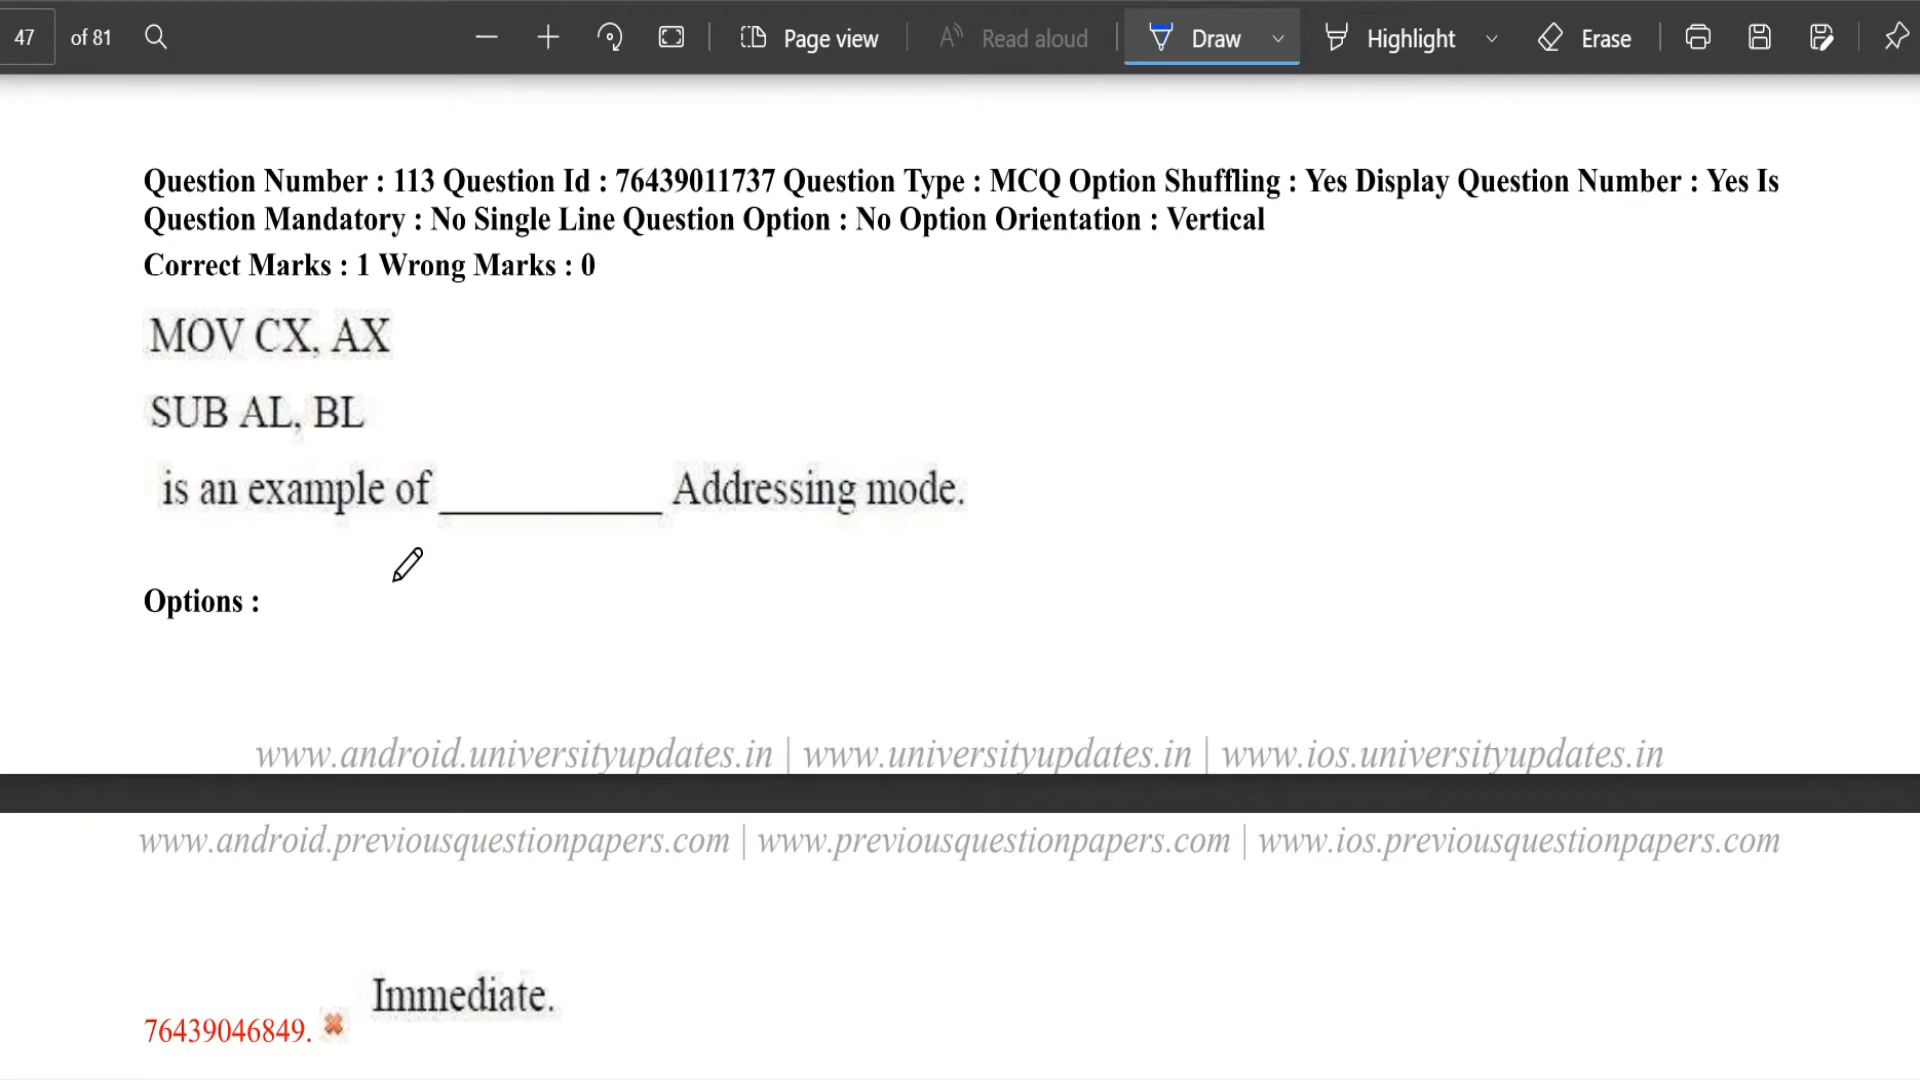 47 of 81 Page view Read aloud Draw Highlight Erase
Question Number : 113 Question Id : 76439011737 Question Type : MCQ Option Shuffling : Yes Display Question Number : Yes Is
Question Mandatory : No Single Line Question Option : No Option Orientation : Vertical
Correct Marks : 1 Wrong Marks : 0
MOV CX, AX
SUB AL, BL
is an example of __________ Addressing mode.
Options :
www.android.universityupdates.in | www.universityupdates.in | www.ios.universityupdates.in
www.android.previousquestionpapers.com | www.previousquestionpapers.com | www.ios.previousquestionpapers.com
Immediate.
76439046849.